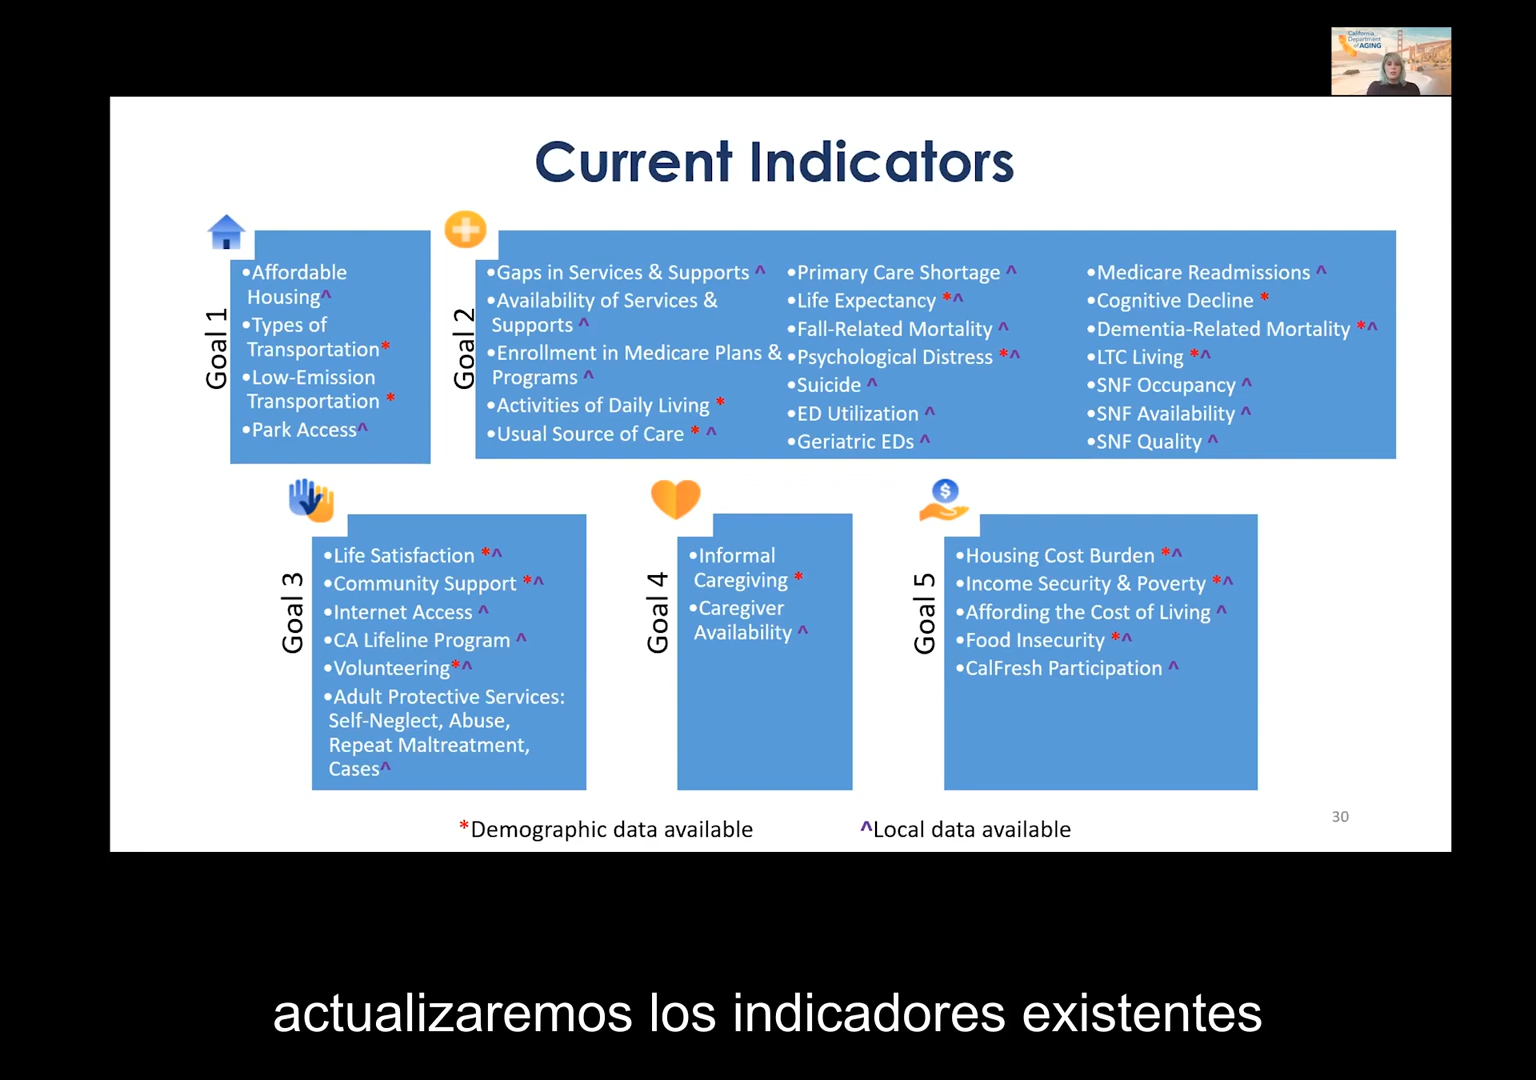 California
Department
of AGING
Current Indicators
Goal 1
•Affordable
Housing^
•Types of
Transportation*
•Low-Emission
Transportation *
•Park Access^
Goal 2
•Gaps in Services & Supports ^
•Availability of Services &
Supports ^
•Enrollment in Medicare Plans &
Programs ^
•Activities of Daily Living *
•Usual Source of Care * ^
•Primary Care Shortage ^
•Life Expectancy *^
•Fall-Related Mortality ^
•Psychological Distress *^
•Suicide ^
•ED Utilization ^
•Geriatric EDs ^
•Medicare Readmissions ^
•Cognitive Decline *
•Dementia-Related Mortality *^
•LTC Living *^
•SNF Occupancy ^
•SNF Availability ^
•SNF Quality ^
Goal 3
•Life Satisfaction *^
•Community Support *^
•Internet Access ^
•CA Lifeline Program ^
•Volunteering*^
•Adult Protective Services:
Self-Neglect, Abuse,
Repeat Maltreatment,
Cases^
Goal 4
•Informal
Caregiving *
•Caregiver
Availability ^
Goal 5
•Housing Cost Burden *^
•Income Security & Poverty *^
•Affording the Cost of Living ^
•Food Insecurity *^
•CalFresh Participation ^
*Demographic data available
^Local data available
30
actualizaremos los indicadores existentes